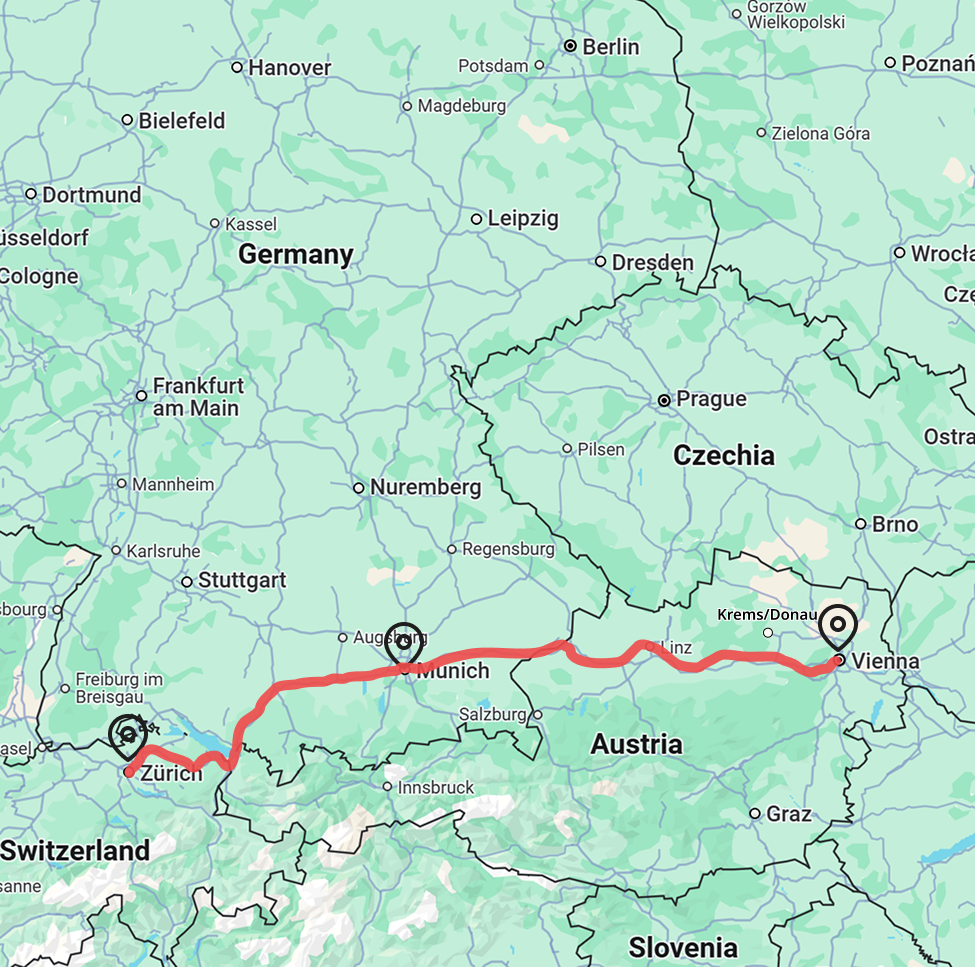 Gorzów
Wielkopolski
Berlin
Potsdam
Hanover
Poznań
Magdeburg
Bielefeld
Zielona Góra
Dortmund
Leipzig
Kassel
üsseldorf
Germany
Wrocła
Dresden
Cologne
Czę
Frankfurt
am Main
Prague
Ostra
Pilsen
Czechia
Mannheim
Nuremberg
Brno
Karlsruhe
Regensburg
Stuttgart
sbourg
Krems/Donau
Augsburg
Linz
Vienna
Munich
Freiburg im
Breisgau
Salzburg
asel
Austria
Zürich
Innsbruck
Graz
Switzerland
sanne
Slovenia